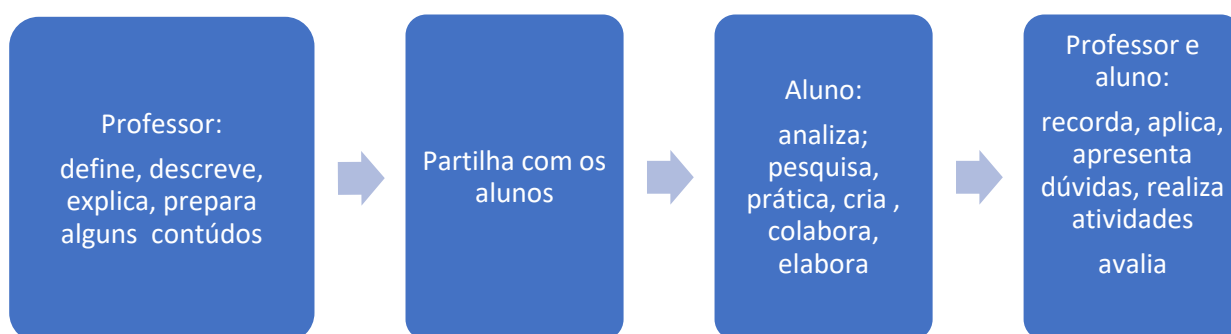 Professor:
define, descreve,
explica, prepara
alguns contúdos
Partilha com os
alunos
Aluno:
analiza;
pesquisa,
prática, cria ,
colabora,
elabora
Professor e
aluno:
recorda, aplica,
apresenta
dúvidas, realiza
atividades
avalia